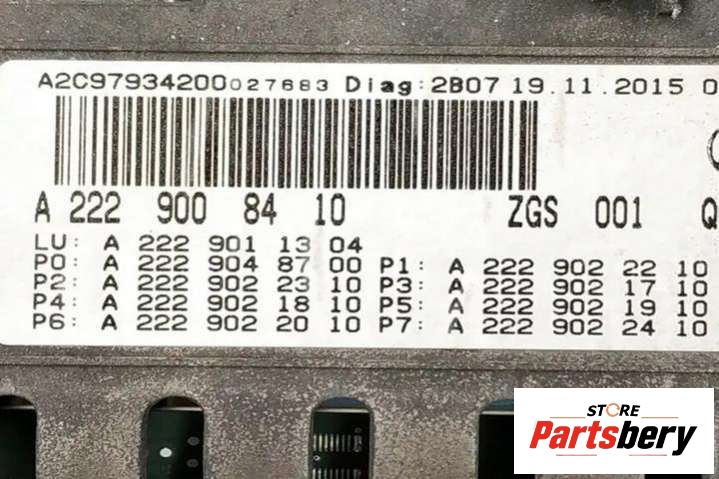 A2C97934200027683 Diag:2B07 19.11.2015 0
A 222 900 84 10 ZGS 001 Q
LU: A 222 901 13 04
P0: A 222 904 87 00 P1: A 222 902 22 10
P2: A 222 902 23 10 P3: A 222 902 17 10
P4: A 222 902 18 10 P5: A 222 902 19 10
P6: A 222 902 20 10 P7: A 222 902 24 10
STORE
Partsbery